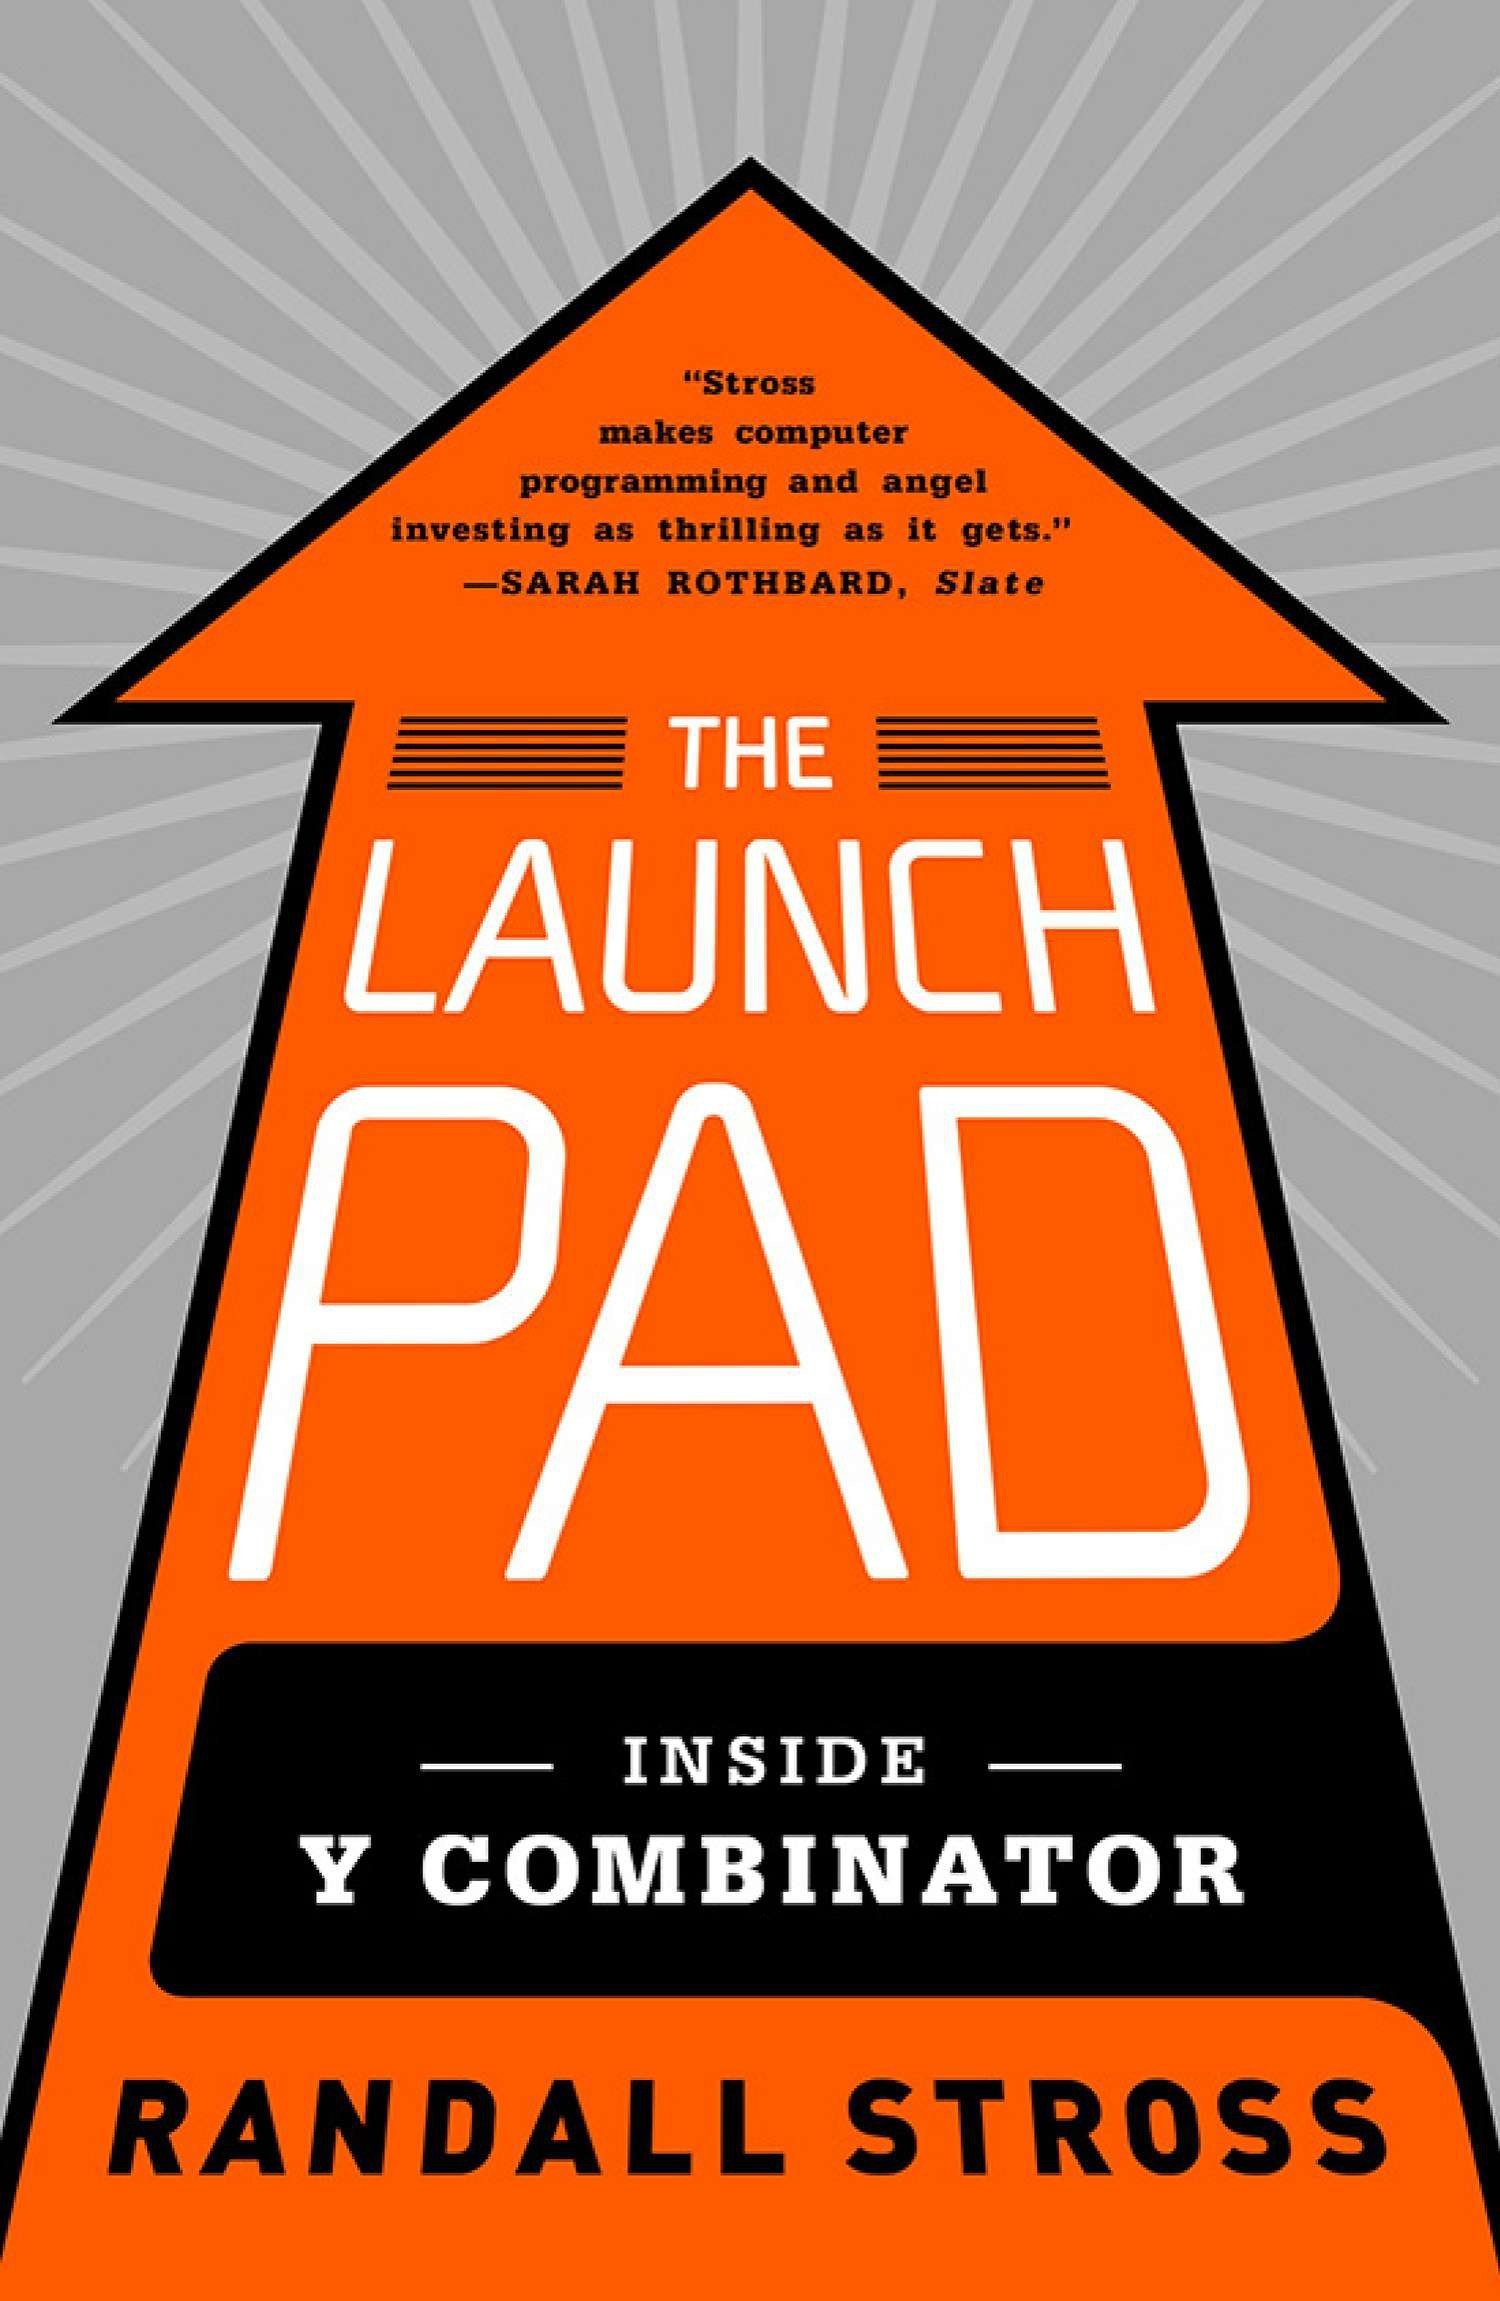 “Stross
makes computer
programming and angel
investing as thrilling as it gets.”
—SARAH ROTHBARD, Slate
THE
LAUNCH
PAD
INSIDE
Y COMBINATOR
RANDALL STROSS